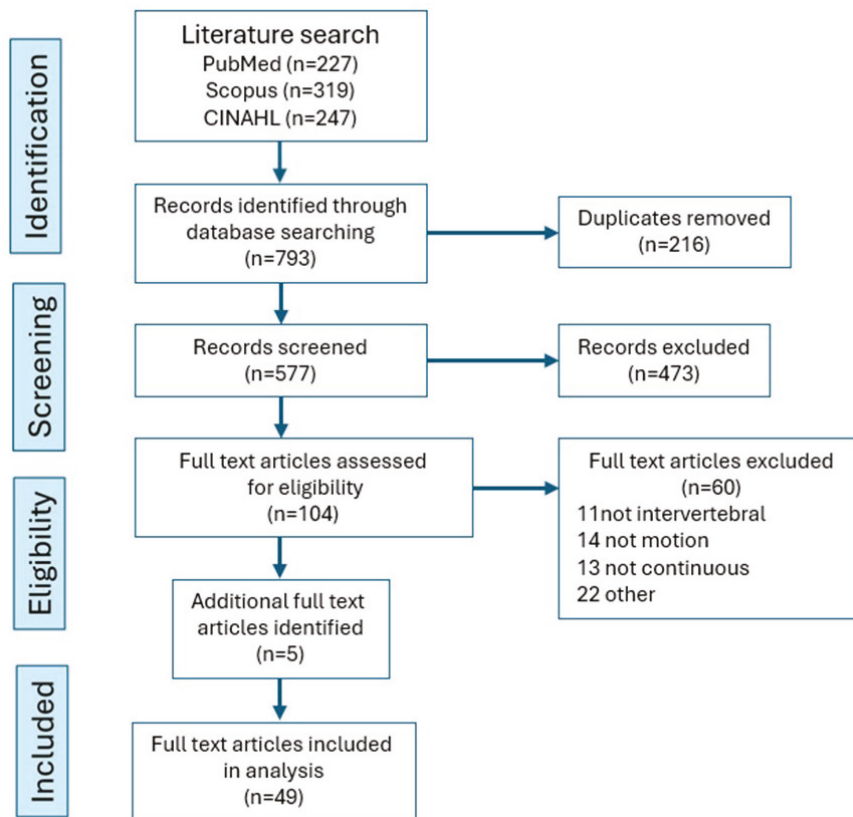 Identification
Literature search
PubMed (n=227)
Scopus (n=319)
CINAHL (n=247)
Records identified through
database searching
(n=793)
Duplicates removed
(n=216)
Screening
Records screened
(n=577)
Records excluded
(n=473)
Eligibility
Full text articles assessed
for eligibility
(n=104)
Full text articles excluded
(n=60)
11not intervertebral
14 not motion
13 not continuous
22 other
Additional full text
articles identified
(n=5)
Included
Full text articles included
in analysis
(n=49)